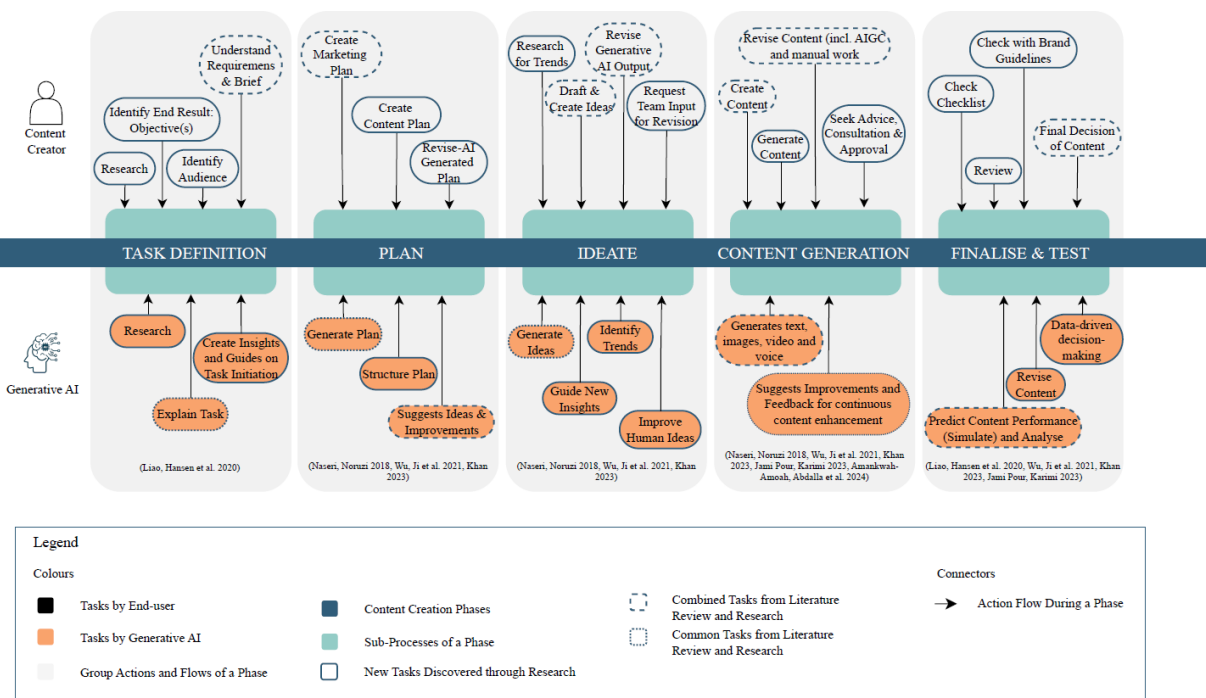 Content
Creator
Understand
Requiremens
& Brief
Identify End Result:
Objective(s)
Research
Identify
Audience
Create
Marketing
Plan
Create
Content Plan
Revise-AI
Generated
Plan
Research
for Trends
Revise
Generative
AI Output
Draft &
Create Ideas
Request
Team Input
for Revision
Revise Content (incl. AIGC
and manual work
Create
Content
Generate
Content
Seek Advice,
Consultation &
Approval
Check with Brand
Guidelines
Check
Checklist
Review
Final Decision
of Content
TASK DEFINITION
PLAN
IDEATE
CONTENT GENERATION
FINALISE & TEST
Generative AI
Research
Create Insights
and Guides on
Task Initiation
Explain Task
(Liao, Hansen et al. 2020)
Generate Plan
Structure Plan
Suggests Ideas &
Improvements
(Naseri, Noruzi 2018, Wu, Ji et al. 2021, Khan
2023)
Generate
Ideas
Identify
Trends
Guide New
Insights
Improve
Human Ideas
(Naseri, Noruzi 2018, Wu, Ji et al. 2021, Khan
2023)
Generates text,
images, video and
voice
Suggests Improvements and
Feedback for continuous
content enhancement
(Naseri, Noruzi 2018, Wu, Ji et al. 2021, Khan
2023, Jami Pour, Karimi 2023, Amankwah-
Amoah, Abdalla et al. 2024)
Data-driven
decision-
making
Revise
Content
Predict Content Performance
(Simulate) and Analyse
(Liao, Hansen et al. 2020, Wu, Ji et al. 2021, Khan
2023, Jami Pour, Karimi 2023)
Legend
Colours
Tasks by End-user
Tasks by Generative AI
Group Actions and Flows of a Phase
Content Creation Phases
Sub-Processes of a Phase
New Tasks Discovered through Research
Combined Tasks from Literature
Review and Research
Common Tasks from Literature
Review and Research
Connectors
Action Flow During a Phase